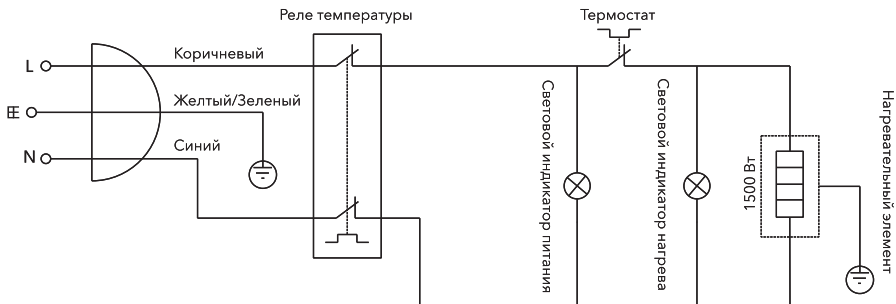 Реле температуры
Термостат
Коричневый
L
Желтый/Зеленый
N
Синий
Световой индикатор питания
Световой индикатор нагрева
1500 Вт
Нагревательный элемент